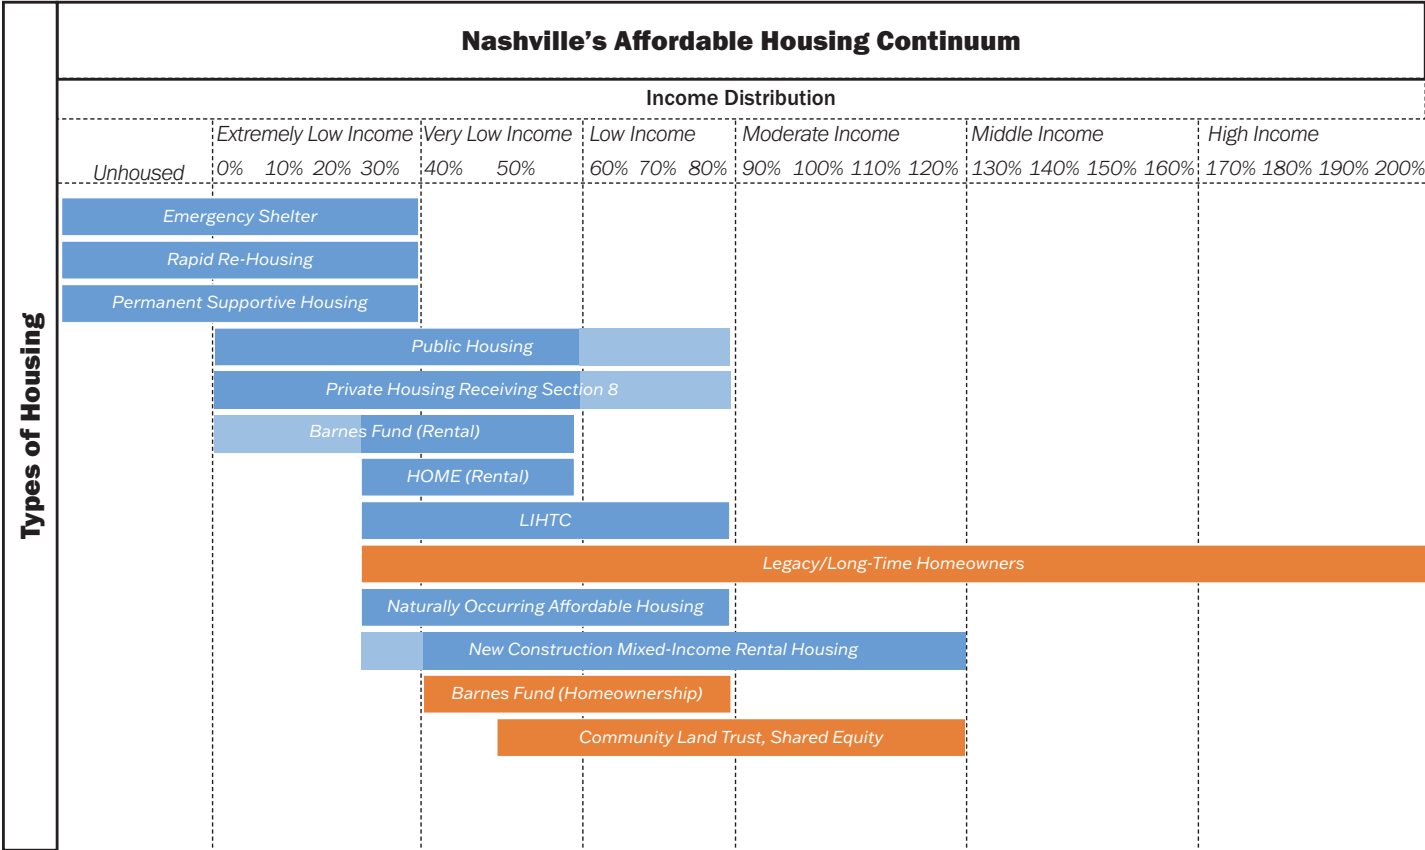 Nashville’s Affordable Housing Continuum
Income Distribution
Extremely Low Income Very Low Income Low Income Moderate Income Middle Income High Income
Unhoused 0% 10% 20% 30% 40% 50% 60% 70% 80% 90% 100% 110% 120% 130% 140% 150% 160% 170% 180% 190% 200%
Types of Housing
Emergency Shelter
Rapid Re-Housing
Permanent Supportive Housing
Public Housing
Private Housing Receiving Section 8
Barnes Fund (Rental)
HOME (Rental)
LIHTC
Legacy/Long-Time Homeowners
Naturally Occurring Affordable Housing
New Construction Mixed-Income Rental Housing
Barnes Fund (Homeownership)
Community Land Trust, Shared Equity